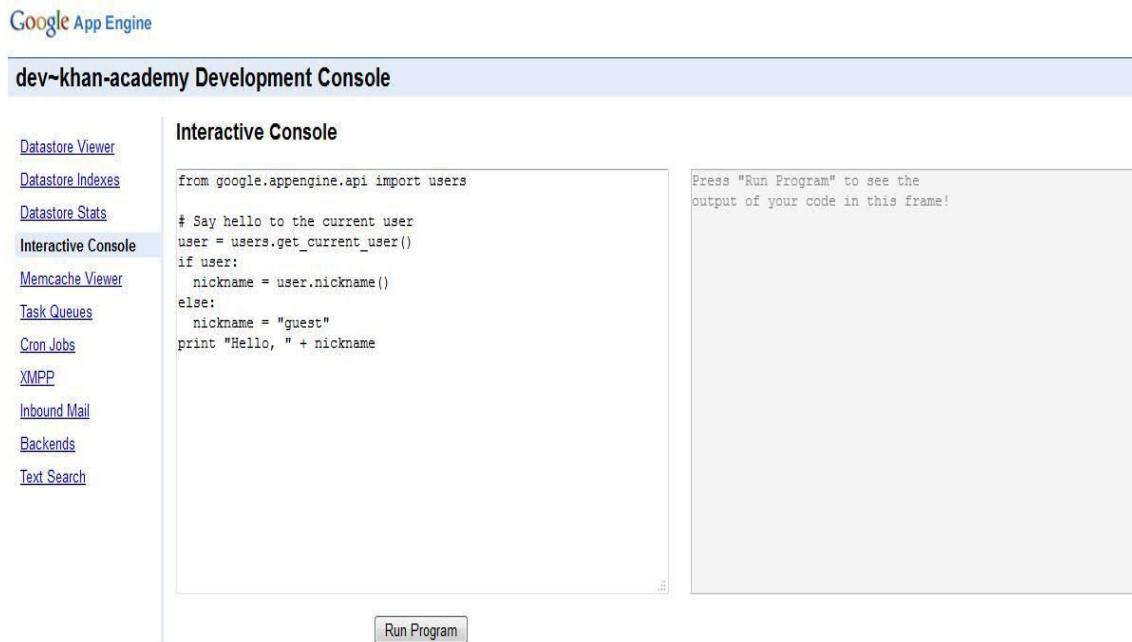 Google App Engine
dev~khan-academy Development Console
Datastore Viewer
Datastore Indexes
Datastore Stats
Interactive Console
Memcache Viewer
Task Queues
Cron Jobs
XMPP
Inbound Mail
Backends
Text Search
Interactive Console
from google.appengine.api import users
# Say hello to the current user
user = users.get_current_user()
if user:
  nickname = user.nickname()
else:
  nickname = "guest"
print "Hello, " + nickname
Press "Run Program" to see the
output of your code in this frame!
Run Program